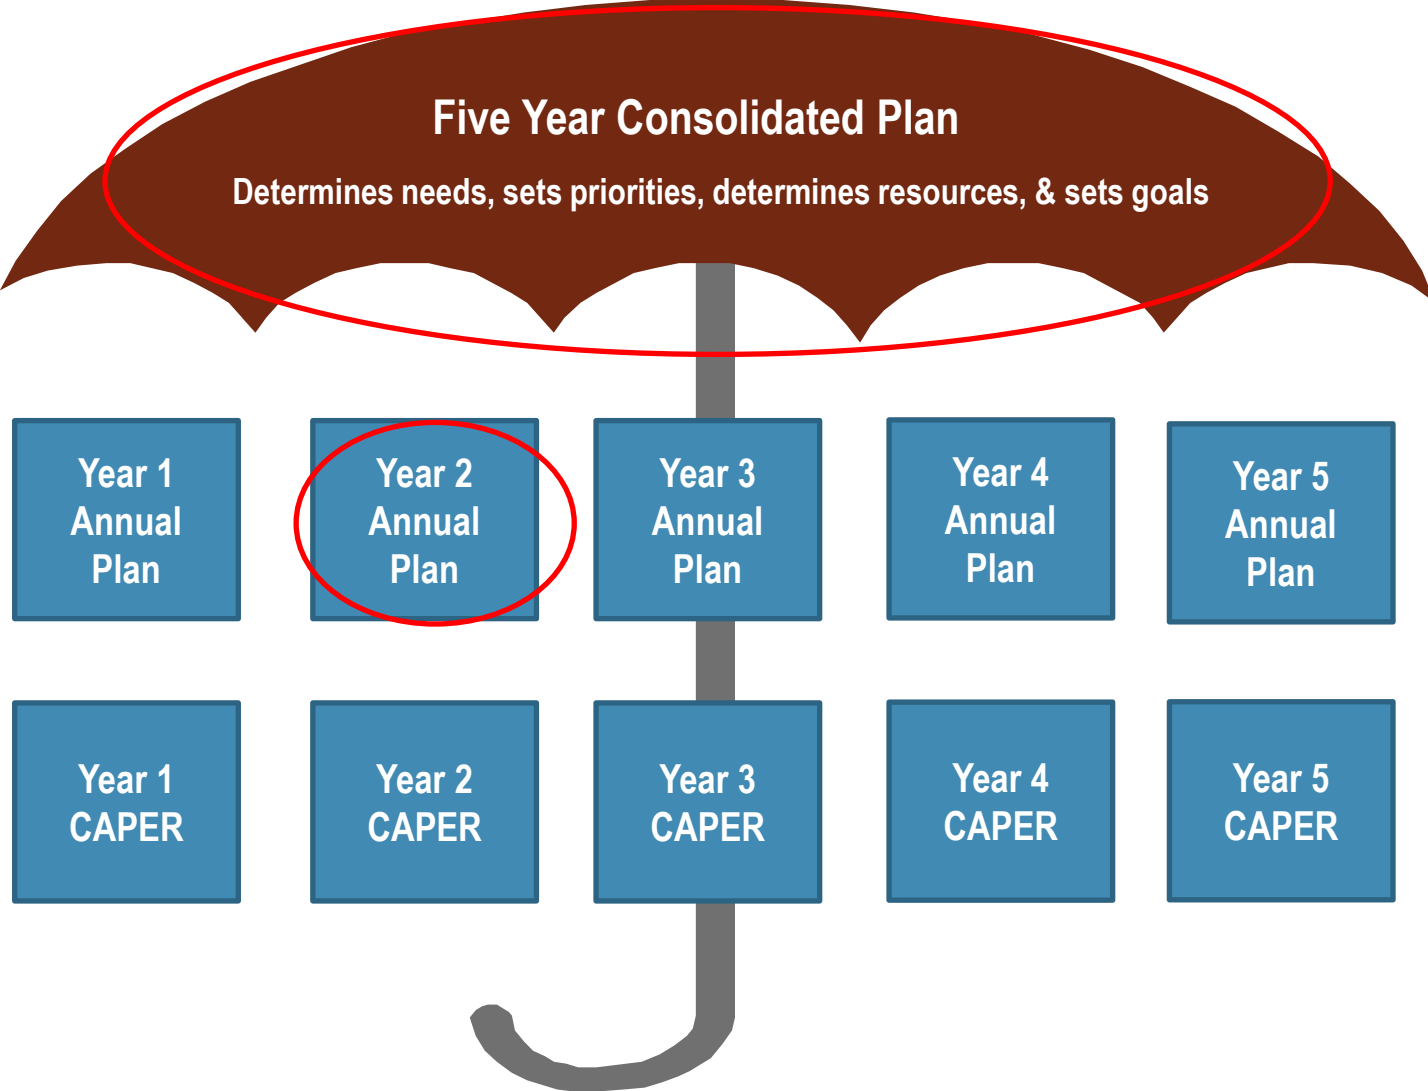 Five Year Consolidated Plan
Determines needs, sets priorities, determines resources, & sets goals
Year 1
Annual
Plan
Year 2
Annual
Plan
Year 3
Annual
Plan
Year 4
Annual
Plan
Year 5
Annual
Plan
Year 1
CAPER
Year 2
CAPER
Year 3
CAPER
Year 4
CAPER
Year 5
CAPER